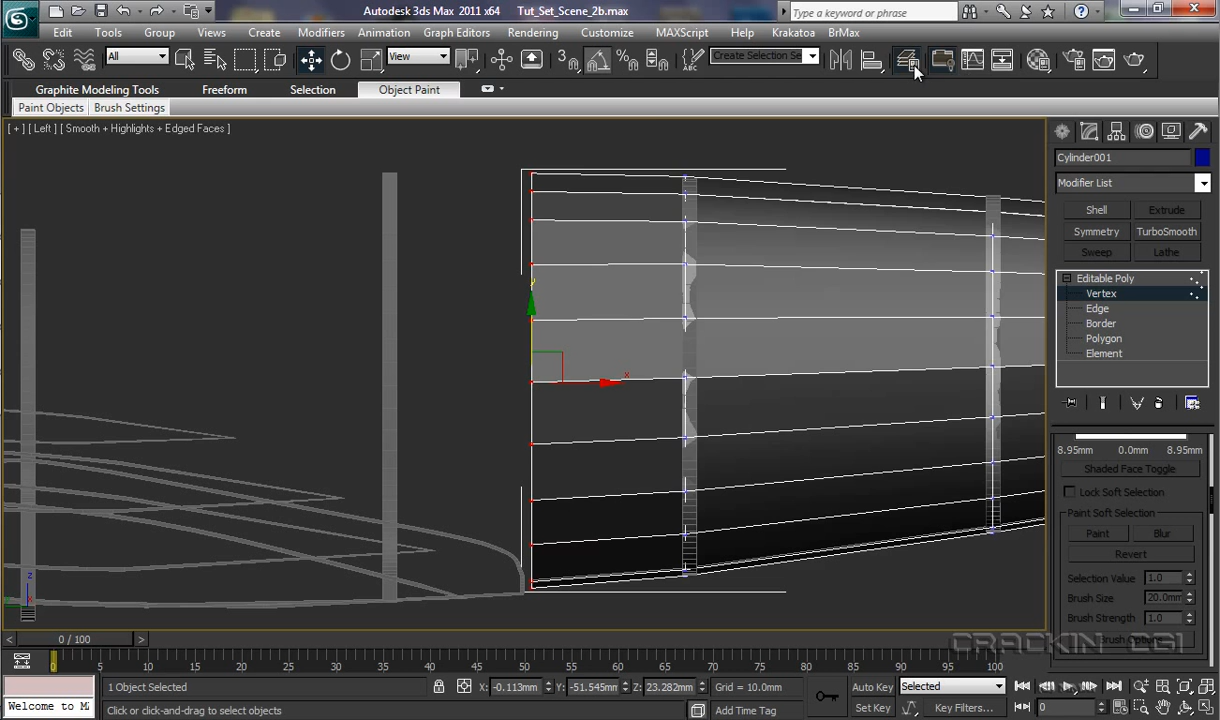 Autodesk 3ds Max 2011 x64 Tut_Set_Scene_2b.max
Type a keyword or phrase
Edit Tools Group Views Create Modifiers Animation Graph Editors Rendering Customize MAXScript Help Krakatoa BrMax
All
View
3
Create Selection Se
Graphite Modeling Tools Freeform Selection Object Paint
Paint Objects Brush Settings
[ + ] [ Left ] [ Smooth + Highlights + Edged Faces ]
Cylinder001
Modifier List
Shell Extrude
Symmetry TurboSmooth
Sweep Lathe
Editable Poly
Vertex
Edge
Border
Polygon
Element
y
x
z
x
8.95mm 0.0mm 8.95mm
Shaded Face Toggle
Lock Soft Selection
Paint Soft Selection
Paint Blur
Revert
Selection Value 1.0
Brush Size 20.0mm
Brush Strength 1.0
Brush Options
CRACKIN CGI
< 0 / 100 >
0 5 10 15 20 25 30 35 40 45 50 55 60 65 70 75 80 85 90 95 100
1 Object Selected X: -0.113mm Y: -51.545mm Z: 23.282mm Grid = 10.0mm Auto Key Selected
Welcome to M Click or click-and-drag to select objects Add Time Tag Set Key Key Filters... 0